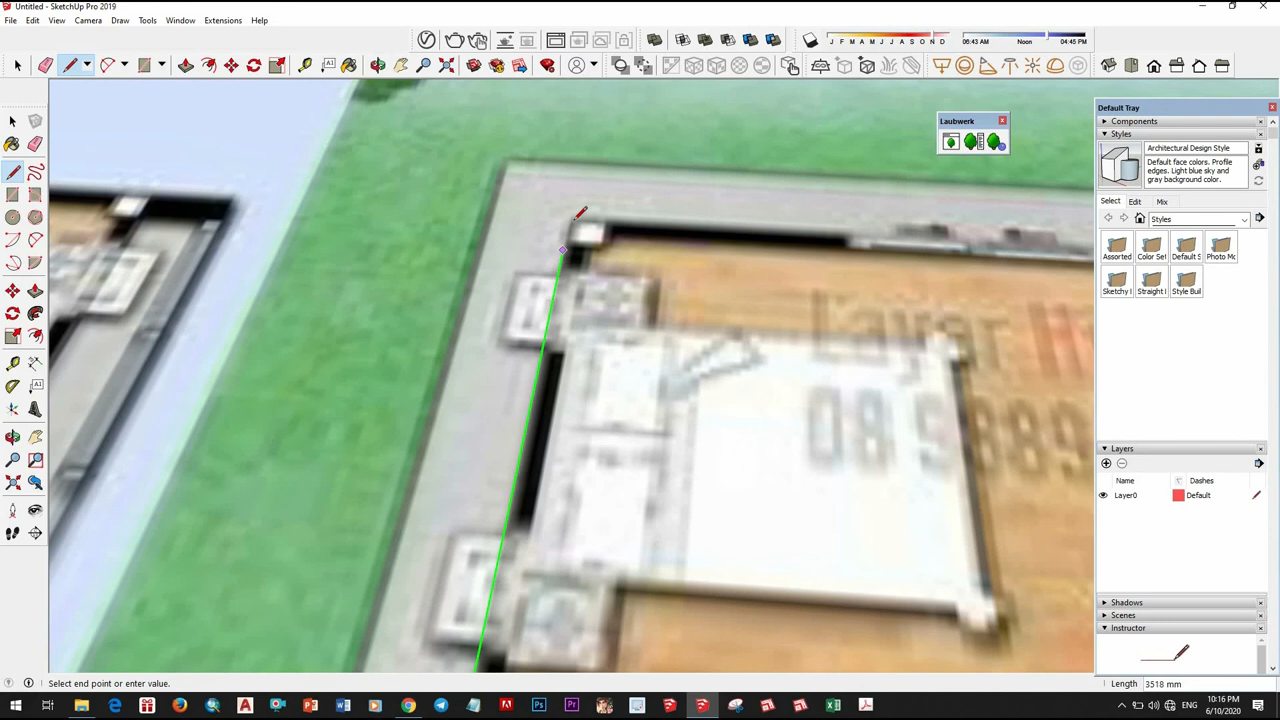 Untitled - SketchUp Pro 2019
File Edit View Camera Draw Tools Window Extensions Help
J F M A M J J A S O N D
06:43 AM Noon 04:45 PM
Laubwerk
Default Tray
Components
Styles
Architectural Design Style
Default face colors. Profile
edges. Light blue sky and
gray background color.
Select Edit Mix
Styles
Assorted Color Set Default S Photo Mo
Sketchy I Straight I Style Buil
Layers
Name Dashes
Layer0 Default
Shadows
Scenes
Instructor
Select end point or enter value.
Length 3518 mm
10:16 PM
6/10/2020